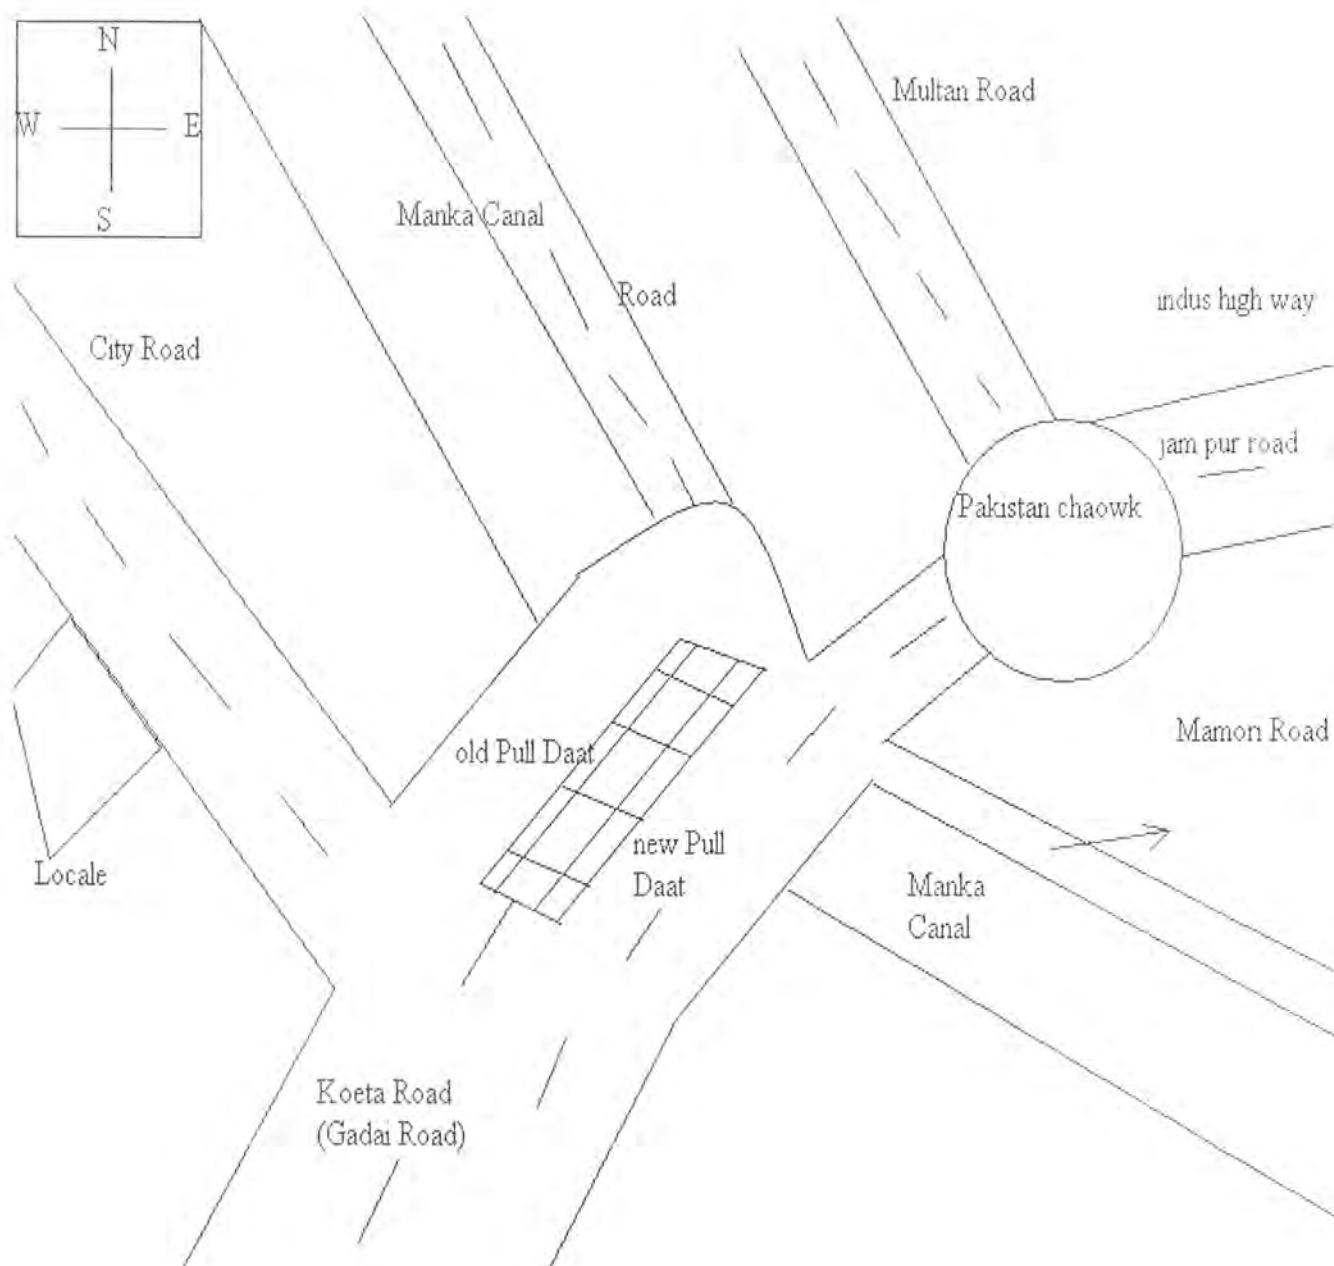 N
W E
S
Multan Road
Manka Canal
Road
indus high way
City Road
jam pur road
Pakistan chaowk
Mamori Road
old Pull Daat
new Pull
Daat
Locale
Manka
Canal
Koeta Road
(Gadai Road)